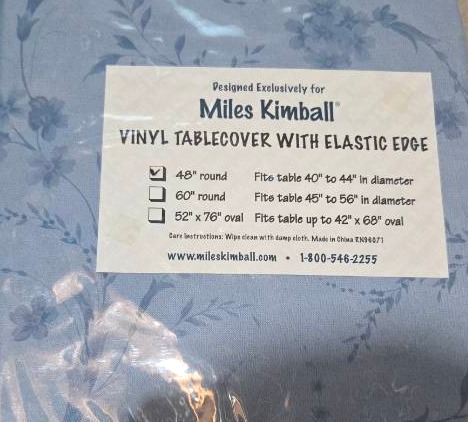 Designed Exclusively for
Miles Kimball®
VINYL TABLECOVER WITH ELASTIC EDGE
48" round Fits table 40" to 44" in diameter
60" round Fits table 45" to 56" in diameter
52" x 76" oval Fits table up to 42" x 68" oval
Care Instructions: Wipe clean with damp cloth. Made in China EN96071
www.mileskimball.com • 1-800-546-2255